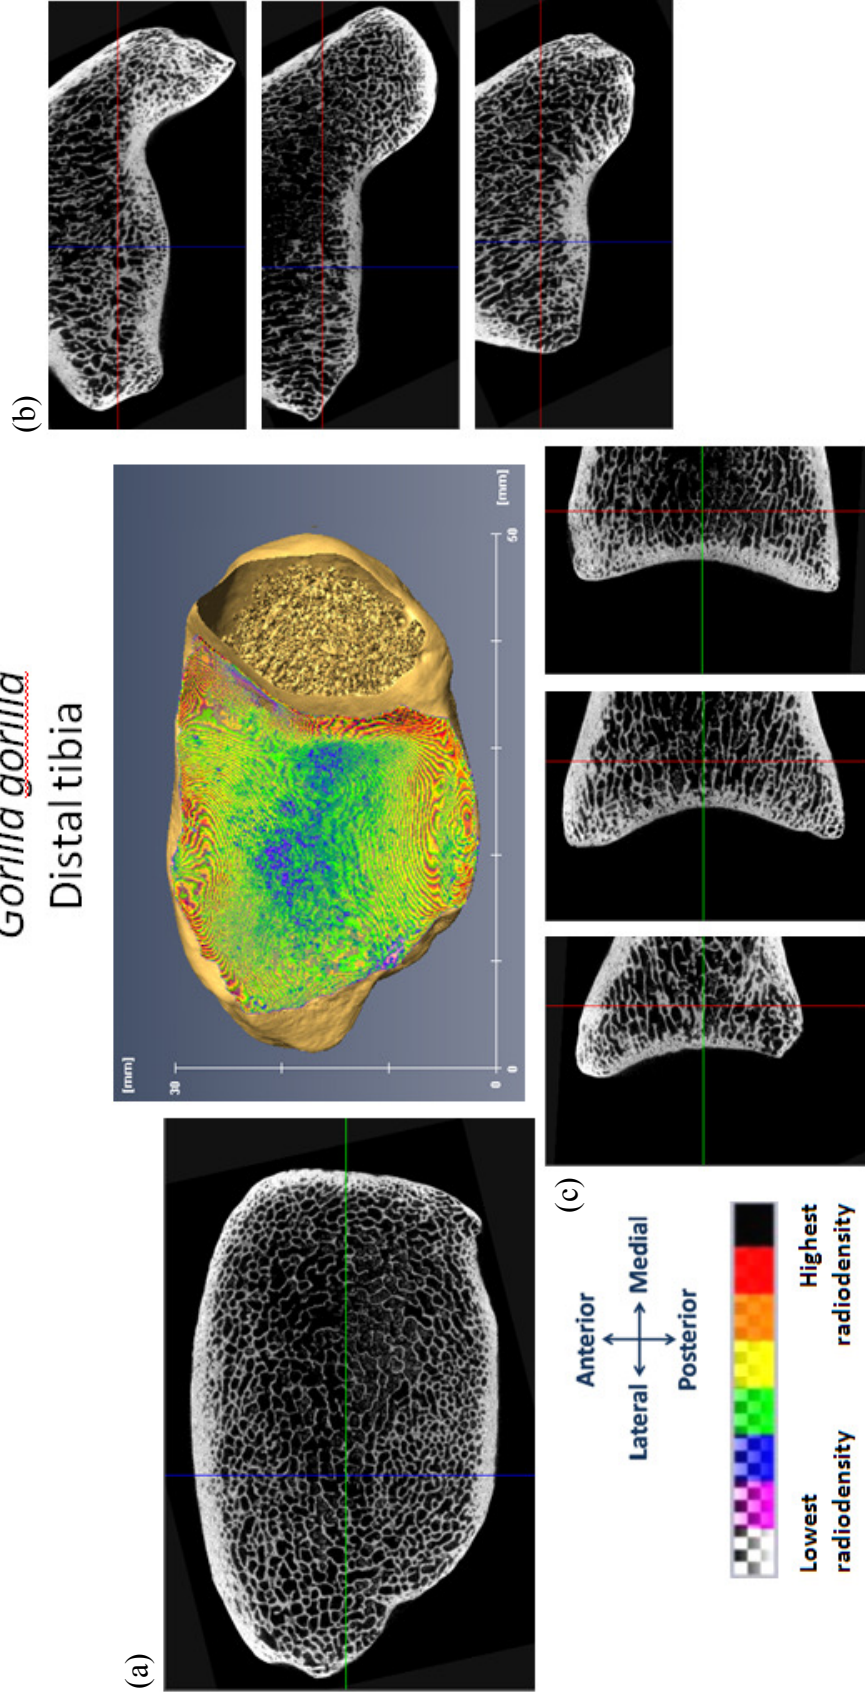 Gorilla gorilla
Distal tibia
(a)
[mm]
30
0
0
50
[mm]
(b)
(c)
Anterior
Lateral
Medial
Posterior
Lowest
radiodensity
Highest
radiodensity